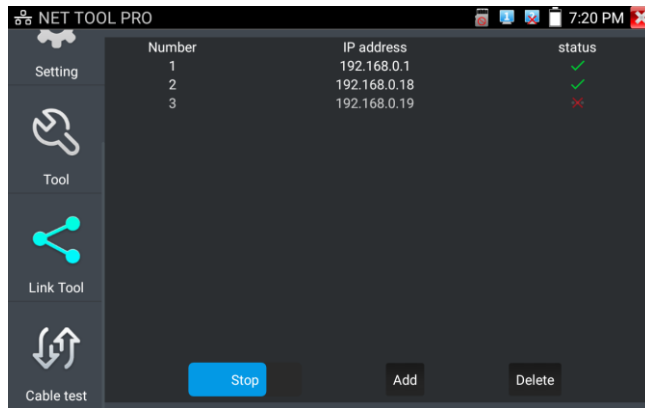 NET TOOL PRO 7:20 PM
Setting
Tool
Link Tool
Cable test
Number IP address status
1 192.168.0.1
2 192.168.0.18
3 192.168.0.19
Stop Add Delete